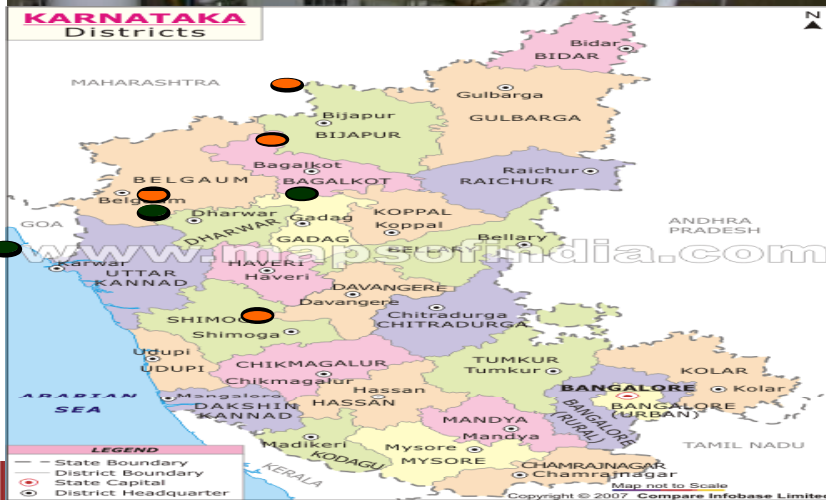 KARNATAKA
Districts
N
Bidar
BIDAR
MAHARASHTRA
Gulbarga
GULBARGA
Bijapur
BIJAPUR
Bagalkot
BAGALKOT
Raichur
RAICHUR
BELGAUM
Dharwar
DHARWAR
Gadag
GADAG
KOPPAL
Koppal
GOA
ANDHRA
PRADESH
Bellary
BELLARY
www.mapsofindia.com
Karwar
UTTAR
KANNAD
HAVERI
Haveri
DAVANGERE
Davangere
Chitradurga
CHITRADURGA
Shimoga
Udupi
UDUPI
CHIKMAGALUR
Chikmagalur
TUMKUR
Tumkur
KOLAR
Kolar
Hassan
HASSAN
BANGALORE
BANGALORE
(URBAN)
BANGALORE
(RURAL)
ARABIAN
SEA
Mangalore
DAKSHIN
KANNAD
MANDYA
Mandya
Madikeri
KODAGU
Mysore
MYSORE
TAMIL NADU
KERALA
CHAMRAJNAGAR
Chamrajnagar
LEGEND
State Boundary
District Boundary
State Capital
District Headquarter
Map not to Scale
Copyright © 2007 Compare Infobase Limite